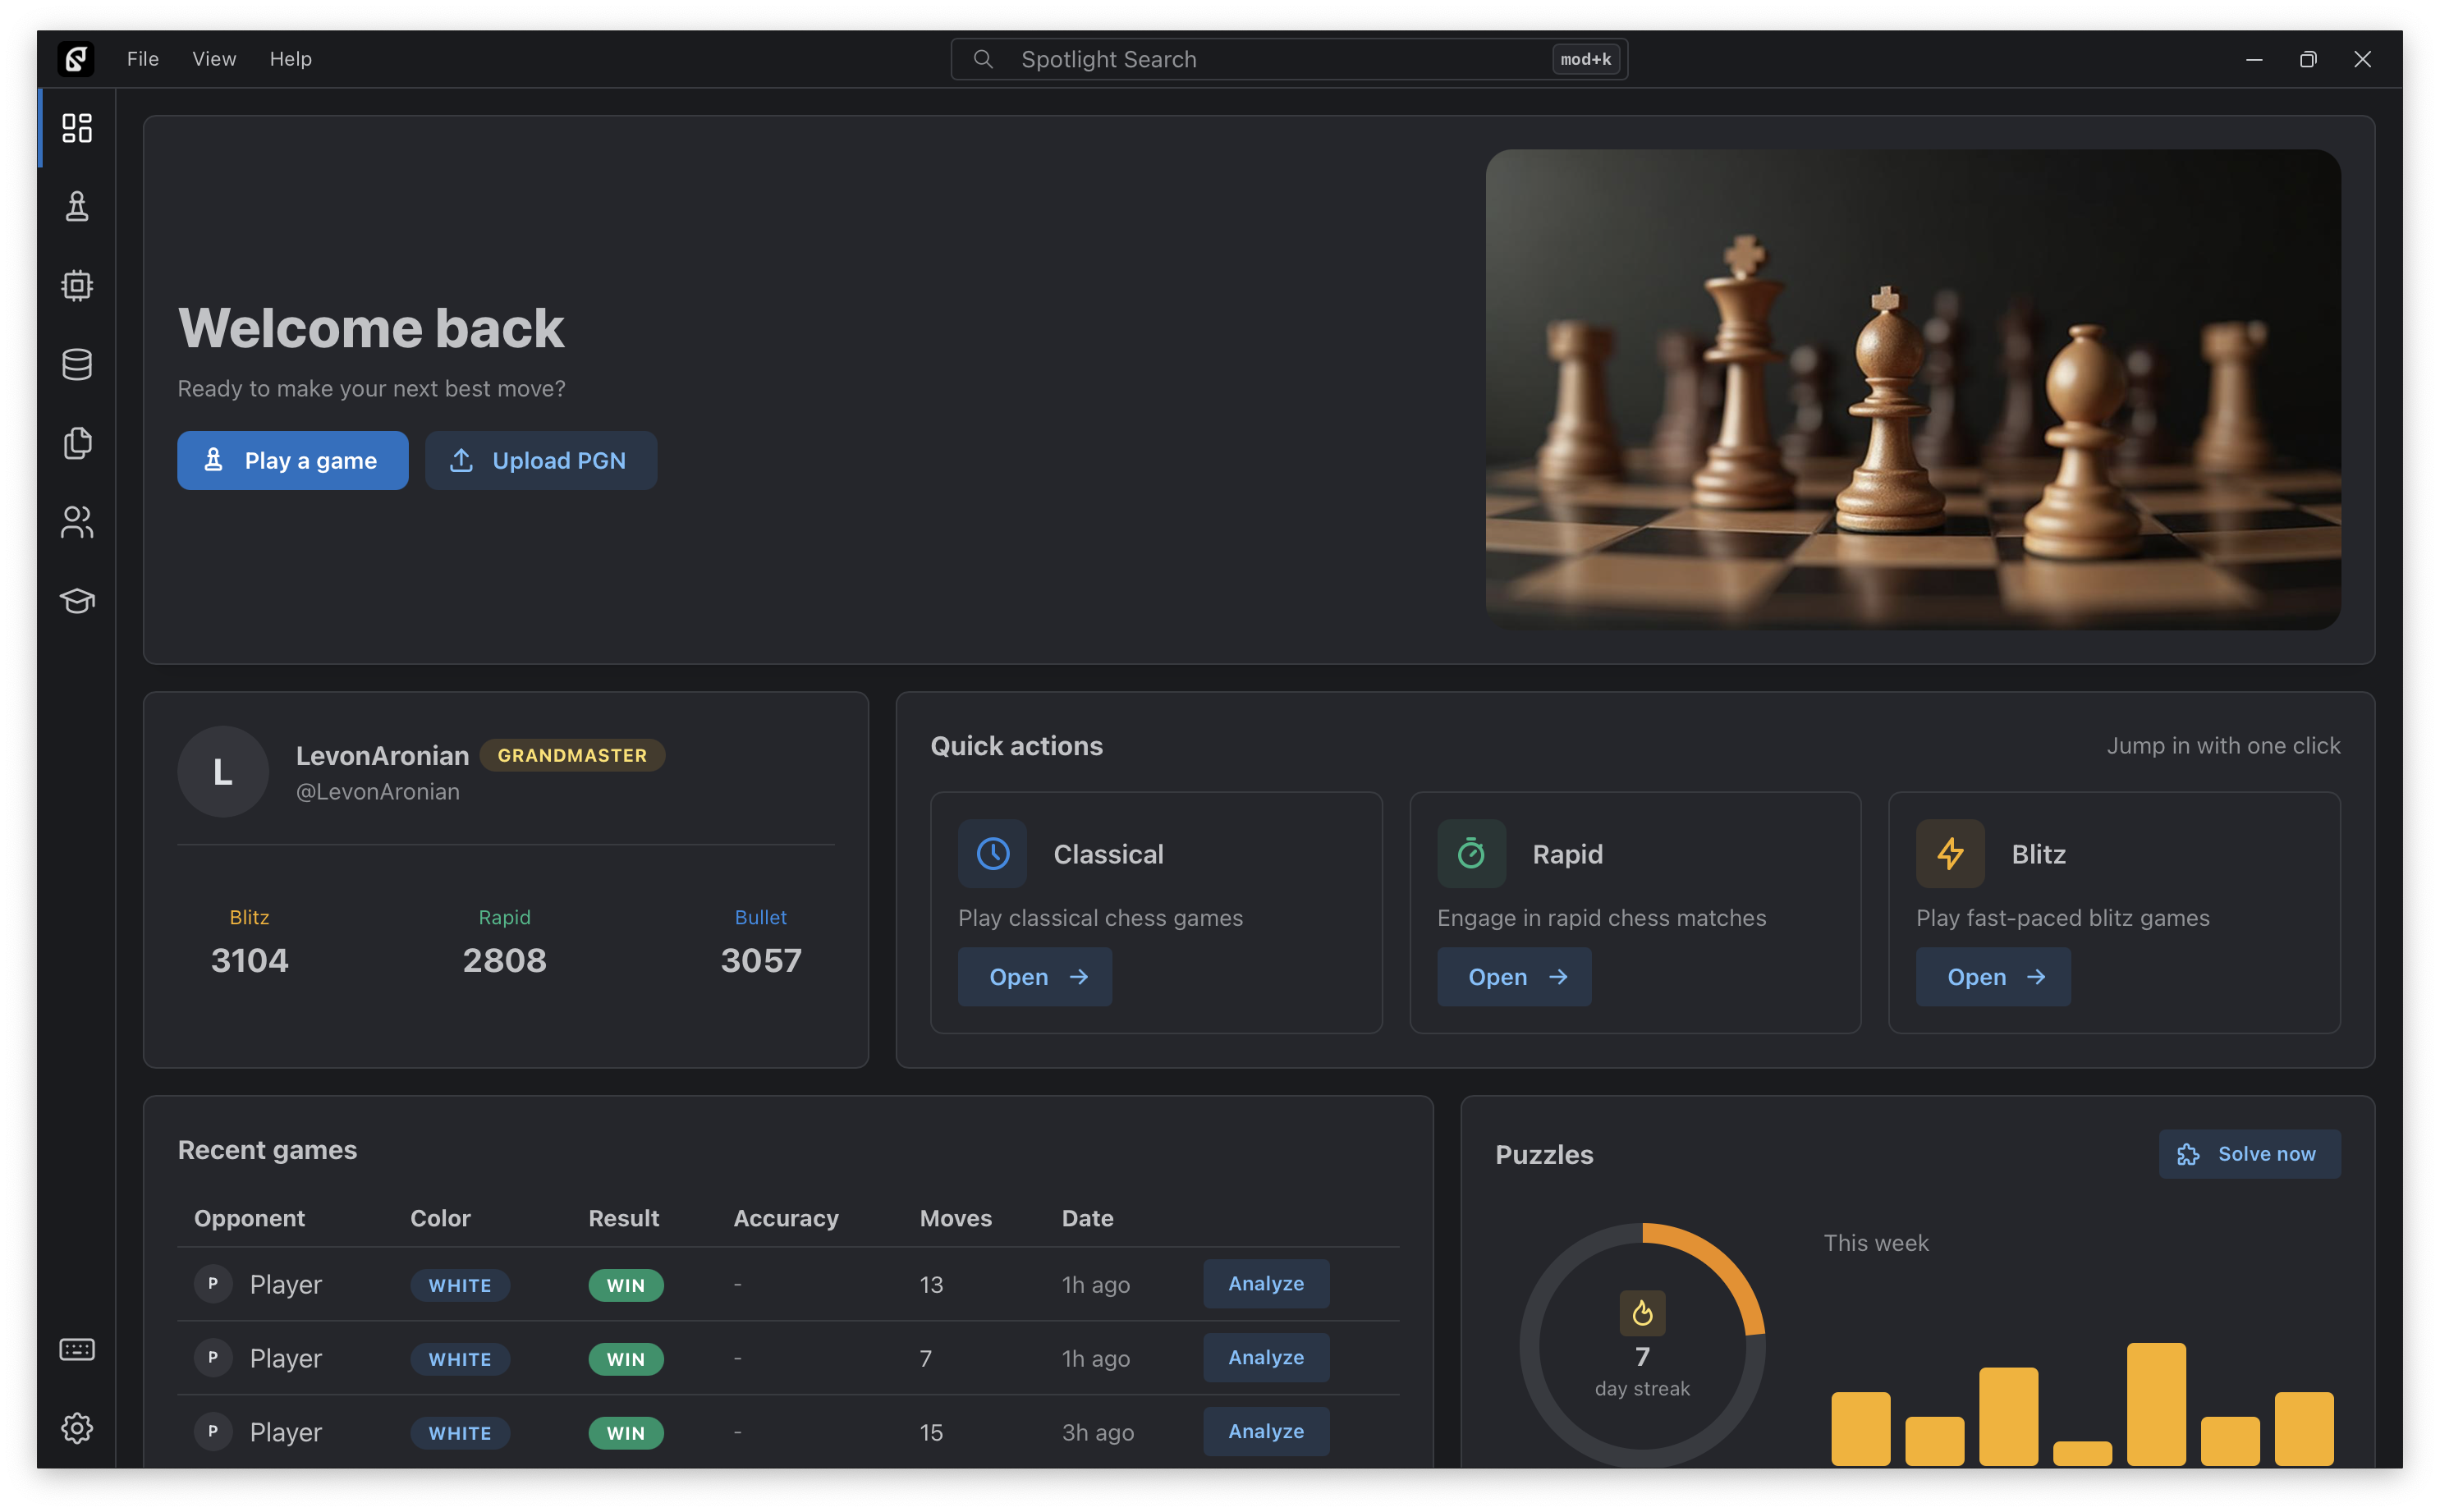 File View Help
Spotlight Search mod+k
Welcome back
Ready to make your next best move?
Play a game Upload PGN
L
LevonAronian GRANDMASTER
@LevonAronian
Blitz Rapid Bullet
3104 2808 3057
Quick actions Jump in with one click
Classical
Play classical chess games
Open →
Rapid
Engage in rapid chess matches
Open →
Blitz
Play fast-paced blitz games
Open →
Recent games
Opponent Color Result Accuracy Moves Date
P Player WHITE WIN - 13 1h ago Analyze
P Player WHITE WIN - 7 1h ago Analyze
P Player WHITE WIN - 15 3h ago Analyze
Puzzles Solve now
7
day streak
This week